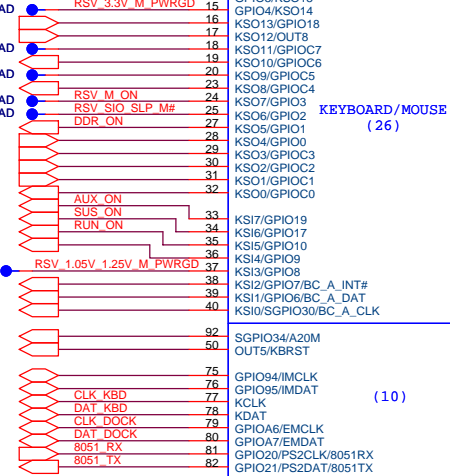 RSV_3.3V_M_PWRGD 15 GPIO4/KSO14
16 KSO13/GPIO18
17 KSO12/OUT8
AD 18 KSO11/GPIOC7
19 KSO10/GPIOC6
AD 20 KSO9/GPIOC5
23 KSO8/GPIOC4
AD RSV_M_ON 24 KSO7/GPIO3
AD RSV_SIO_SLP_M# 25 KSO6/GPIO2
KEYBOARD/MOUSE
DDR_ON 27 KSO5/GPIO1
(26)
28 KSO4/GPIO0
29 KSO3/GPIOC3
30 KSO2/GPIOC2
31 KSO1/GPIOC1
32 KSO0/GPIOC0
AUX_ON 33 KSI7/GPIO19
SUS_ON 34 KSI6/GPIO17
RUN_ON 35 KSI5/GPIO10
36 KSI4/GPIO9
RSV_1.05V_1.25V_M_PWRGD 37 KSI3/GPIO8
38 KSI2/GPIO7/BC_A_INT#
39 KSI1/GPIO6/BC_A_DAT
40 KSI0/SGPIO30/BC_A_CLK
92 SGPIO34/A20M
50 OUT5/KBRST
75 GPIO94/IMCLK
76 GPIO95/IMDAT
CLK_KBD 77 KCLK
(10)
DAT_KBD 78 KDAT
CLK_DOCK 79 GPIOA6/EMCLK
DAT_DOCK 80 GPIOA7/EMDAT
8051_RX 81 GPIO20/PS2CLK/8051RX
8051_TX 82 GPIO21/PS2DAT/8051TX